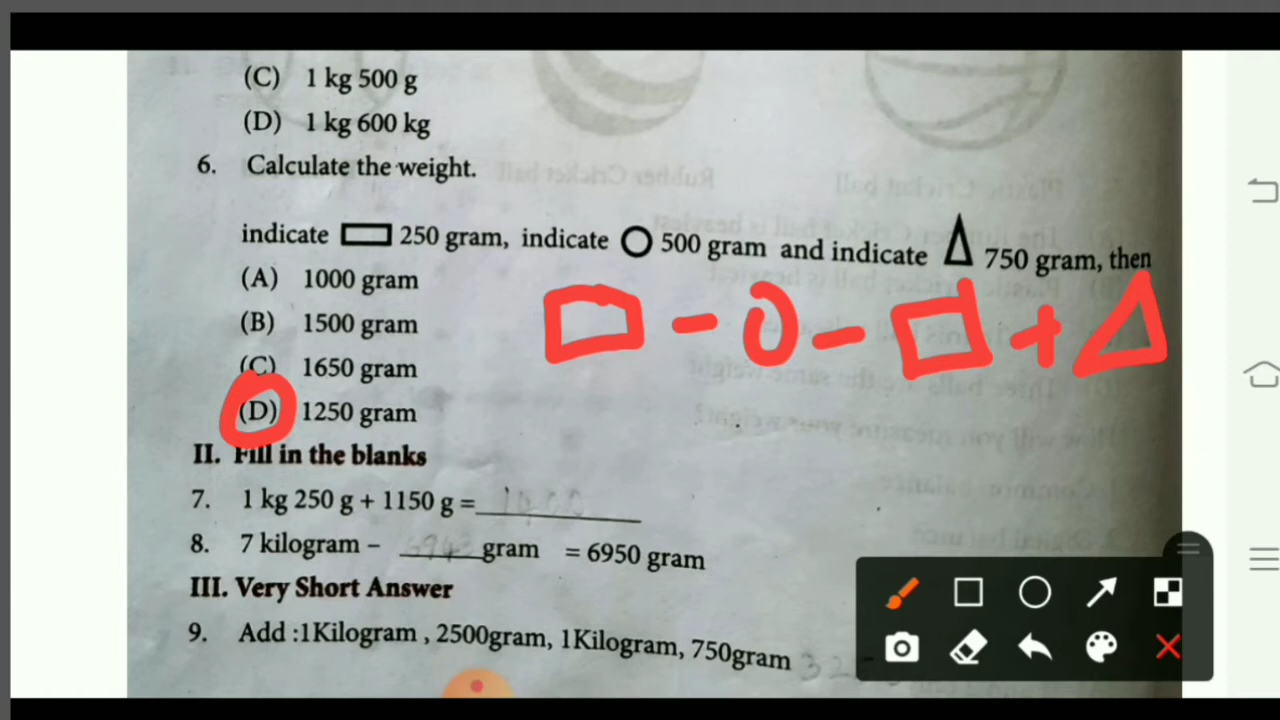 (C) 1 kg 500 g
(D) 1 kg 600 kg
6. Calculate the weight.
indicate ▭ 250 gram, indicate ○ 500 gram and indicate △ 750 gram, then
(A) 1000 gram
▭ - O - ▭ + △
(B) 1500 gram
(C) 1650 gram
(D) 1250 gram
II. Fill in the blanks
7. 1 kg 250 g + 1150 g = ________
8. 7 kilogram – ____ gram = 6950 gram
III. Very Short Answer
9. Add :1Kilogram , 2500gram, 1Kilogram, 750gram